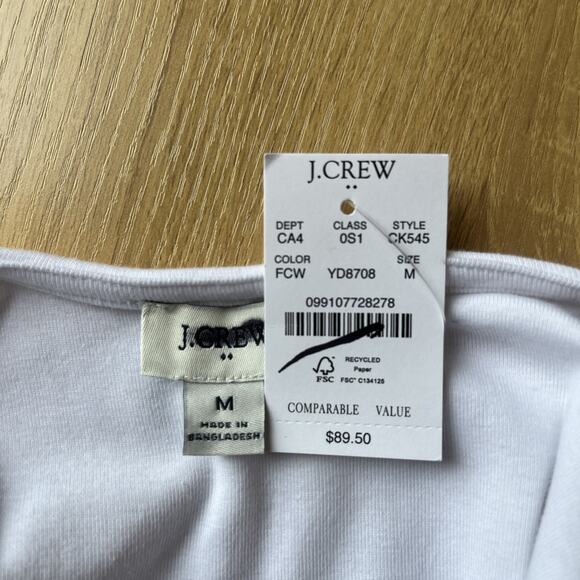 J.CREW
DEPT CLASS STYLE
CA4 0S1 CK545
COLOR SIZE
FCW YD8708 M
099107728278
RECYCLED
Paper
FSC
FSC® C134125
COMPARABLE VALUE
$89.50
J.CREW
M
MADE IN
BANGLADESH